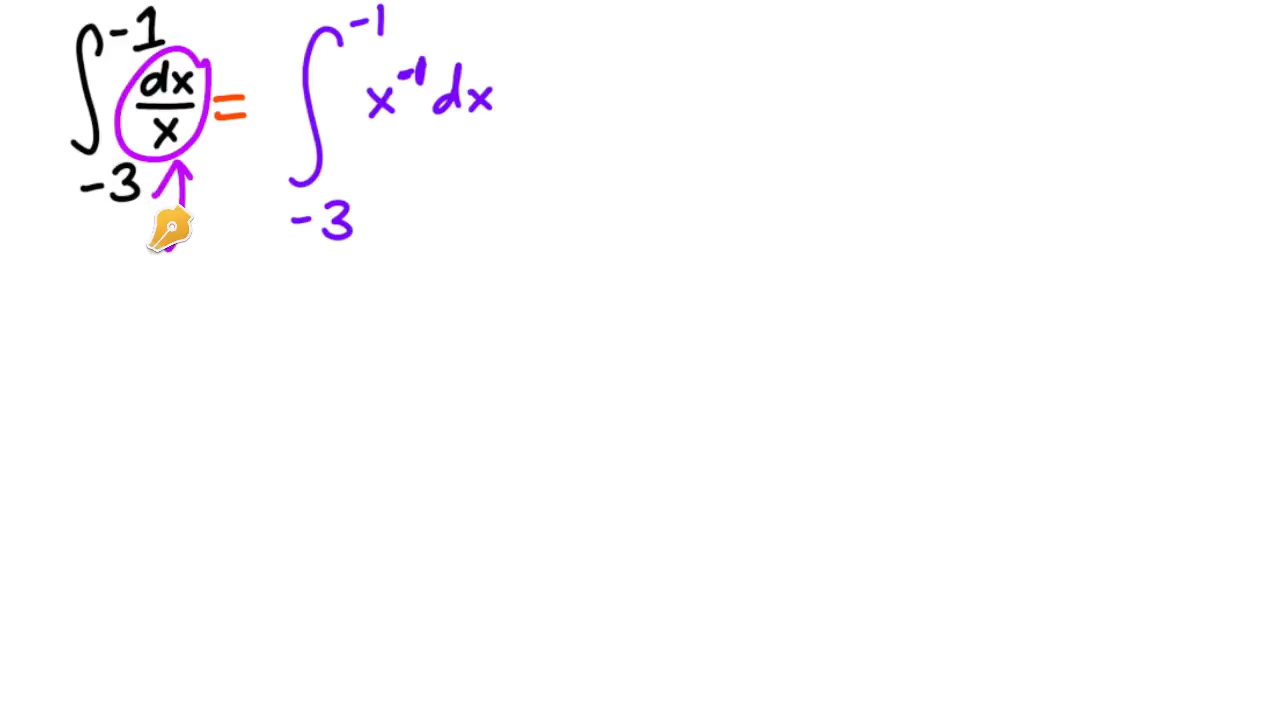 ∫_{-3}^{-1} dx/x = ∫_{-3}^{-1} x^{-1} dx